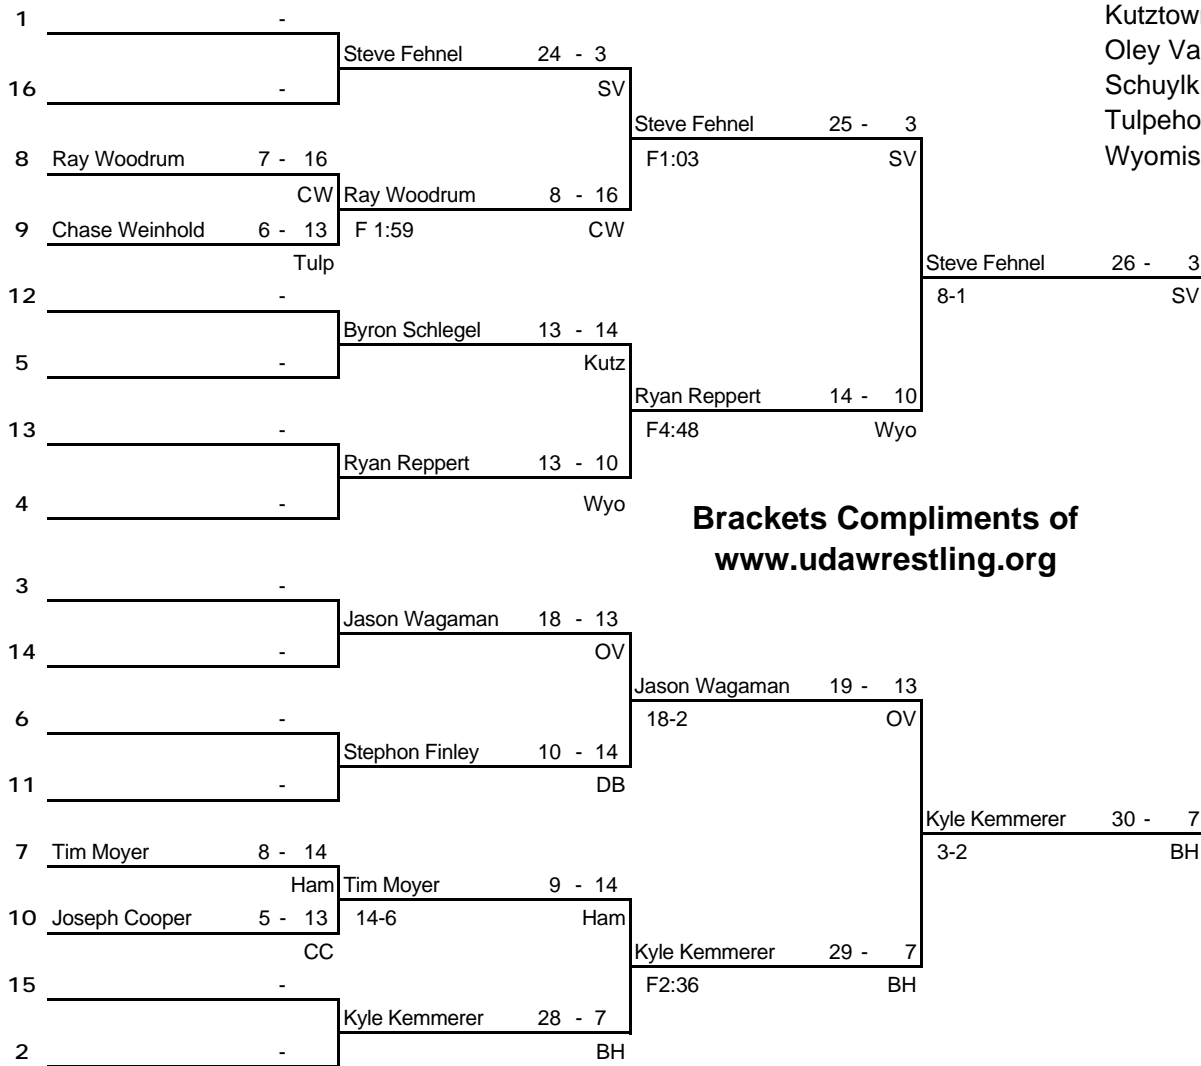 1 - Kutztow
Steve Fehnel 24 - 3 Oley Va
16 - SV Schuylk
Steve Fehnel 25 - 3 Tulpeho
8 Ray Woodrum 7 - 16 F1:03 SV Wyomis
CW Ray Woodrum 8 - 16
9 Chase Weinhold 6 - 13 F 1:59 CW
Tulp Steve Fehnel 26 - 3
12 - 8-1 SV
Byron Schlegel 13 - 14
5 - Kutz
Ryan Reppert 14 - 10
13 - F4:48 Wyo
Ryan Reppert 13 - 10
4 - Wyo
Brackets Compliments of
www.udawrestling.org
3 -
Jason Wagaman 18 - 13
14 - OV
Jason Wagaman 19 - 13
6 - 18-2 OV
Stephon Finley 10 - 14
11 - DB
Kyle Kemmerer 30 - 7
7 Tim Moyer 8 - 14 3-2 BH
Ham Tim Moyer 9 - 14
10 Joseph Cooper 5 - 13 14-6 Ham
CC Kyle Kemmerer 29 - 7
15 - F2:36 BH
Kyle Kemmerer 28 - 7
2 - BH